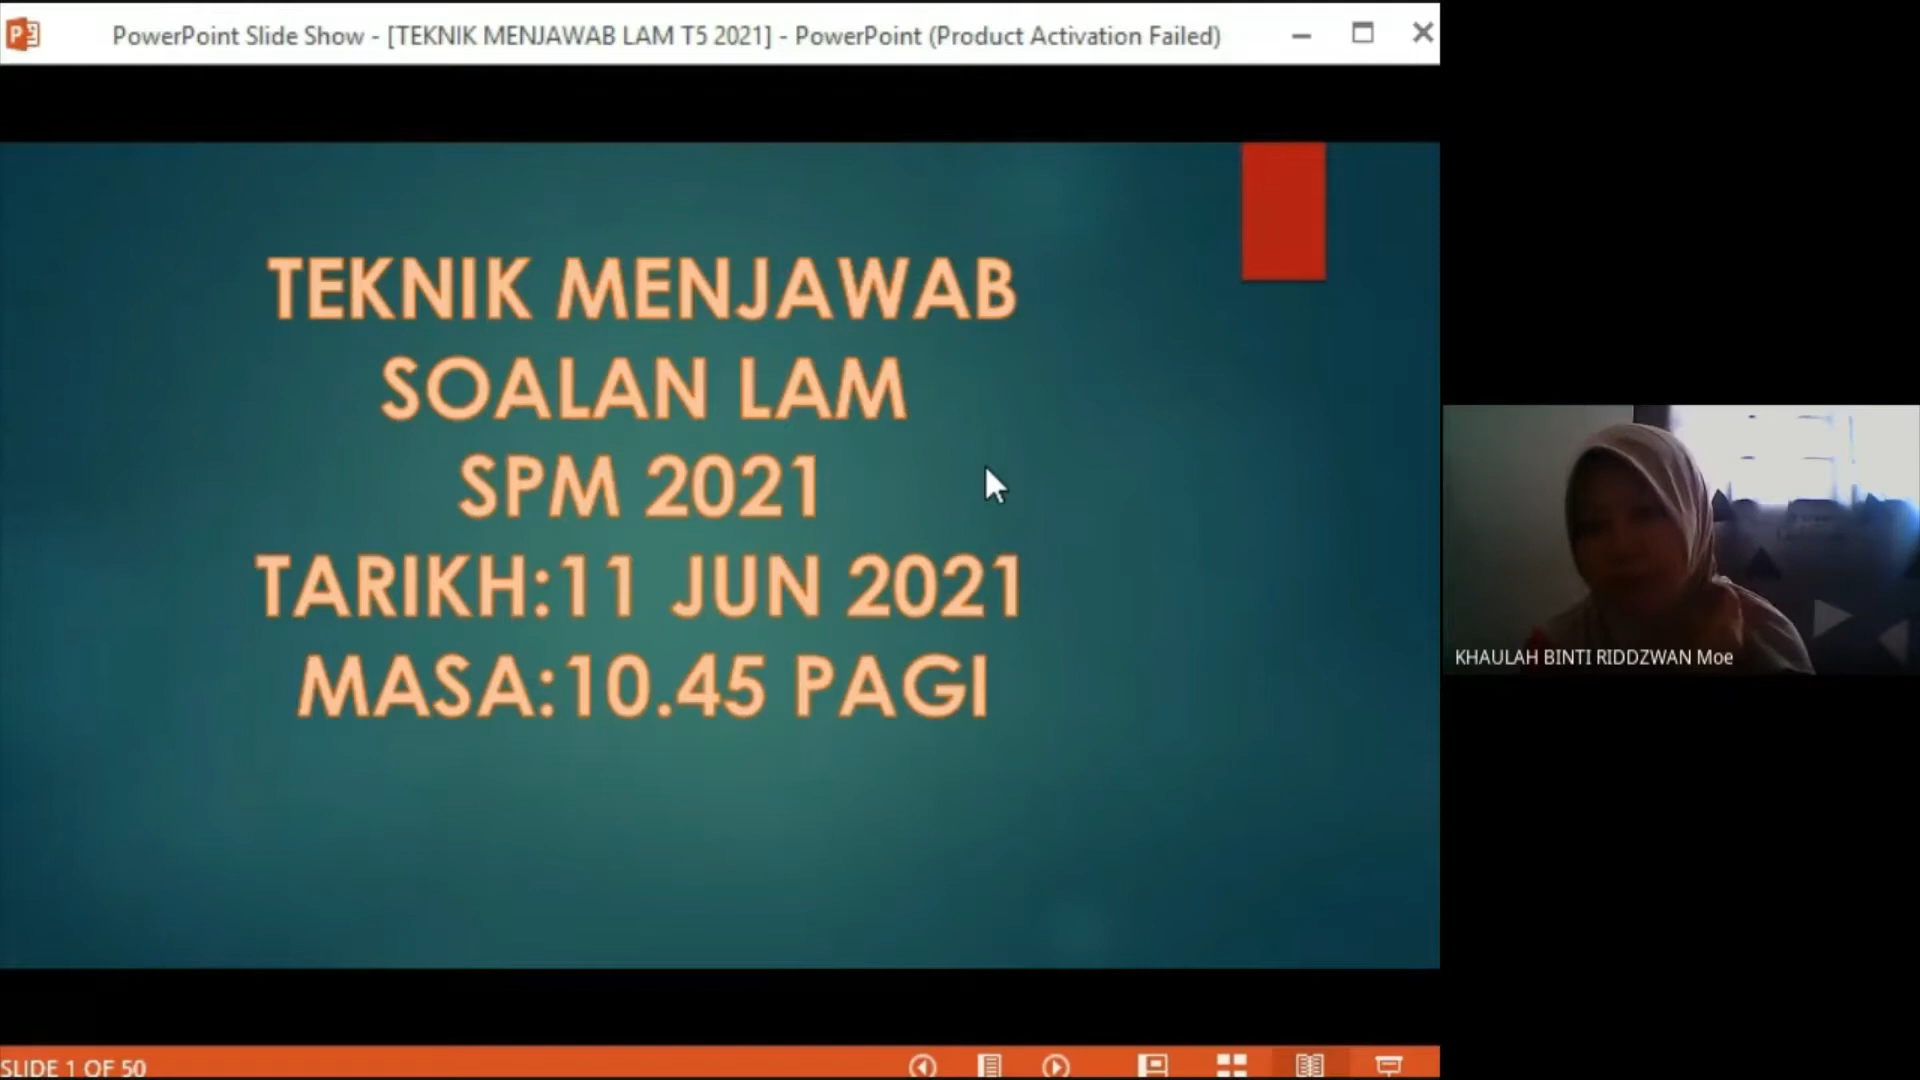 PowerPoint Slide Show - [TEKNIK MENJAWAB LAM T5 2021] - PowerPoint (Product Activation Failed)
TEKNIK MENJAWAB
SOALAN LAM
SPM 2021
TARIKH:11 JUN 2021
MASA:10.45 PAGI
KHAULAH BINTI RIDDZWAN Moe
SLIDE 1 OF 50